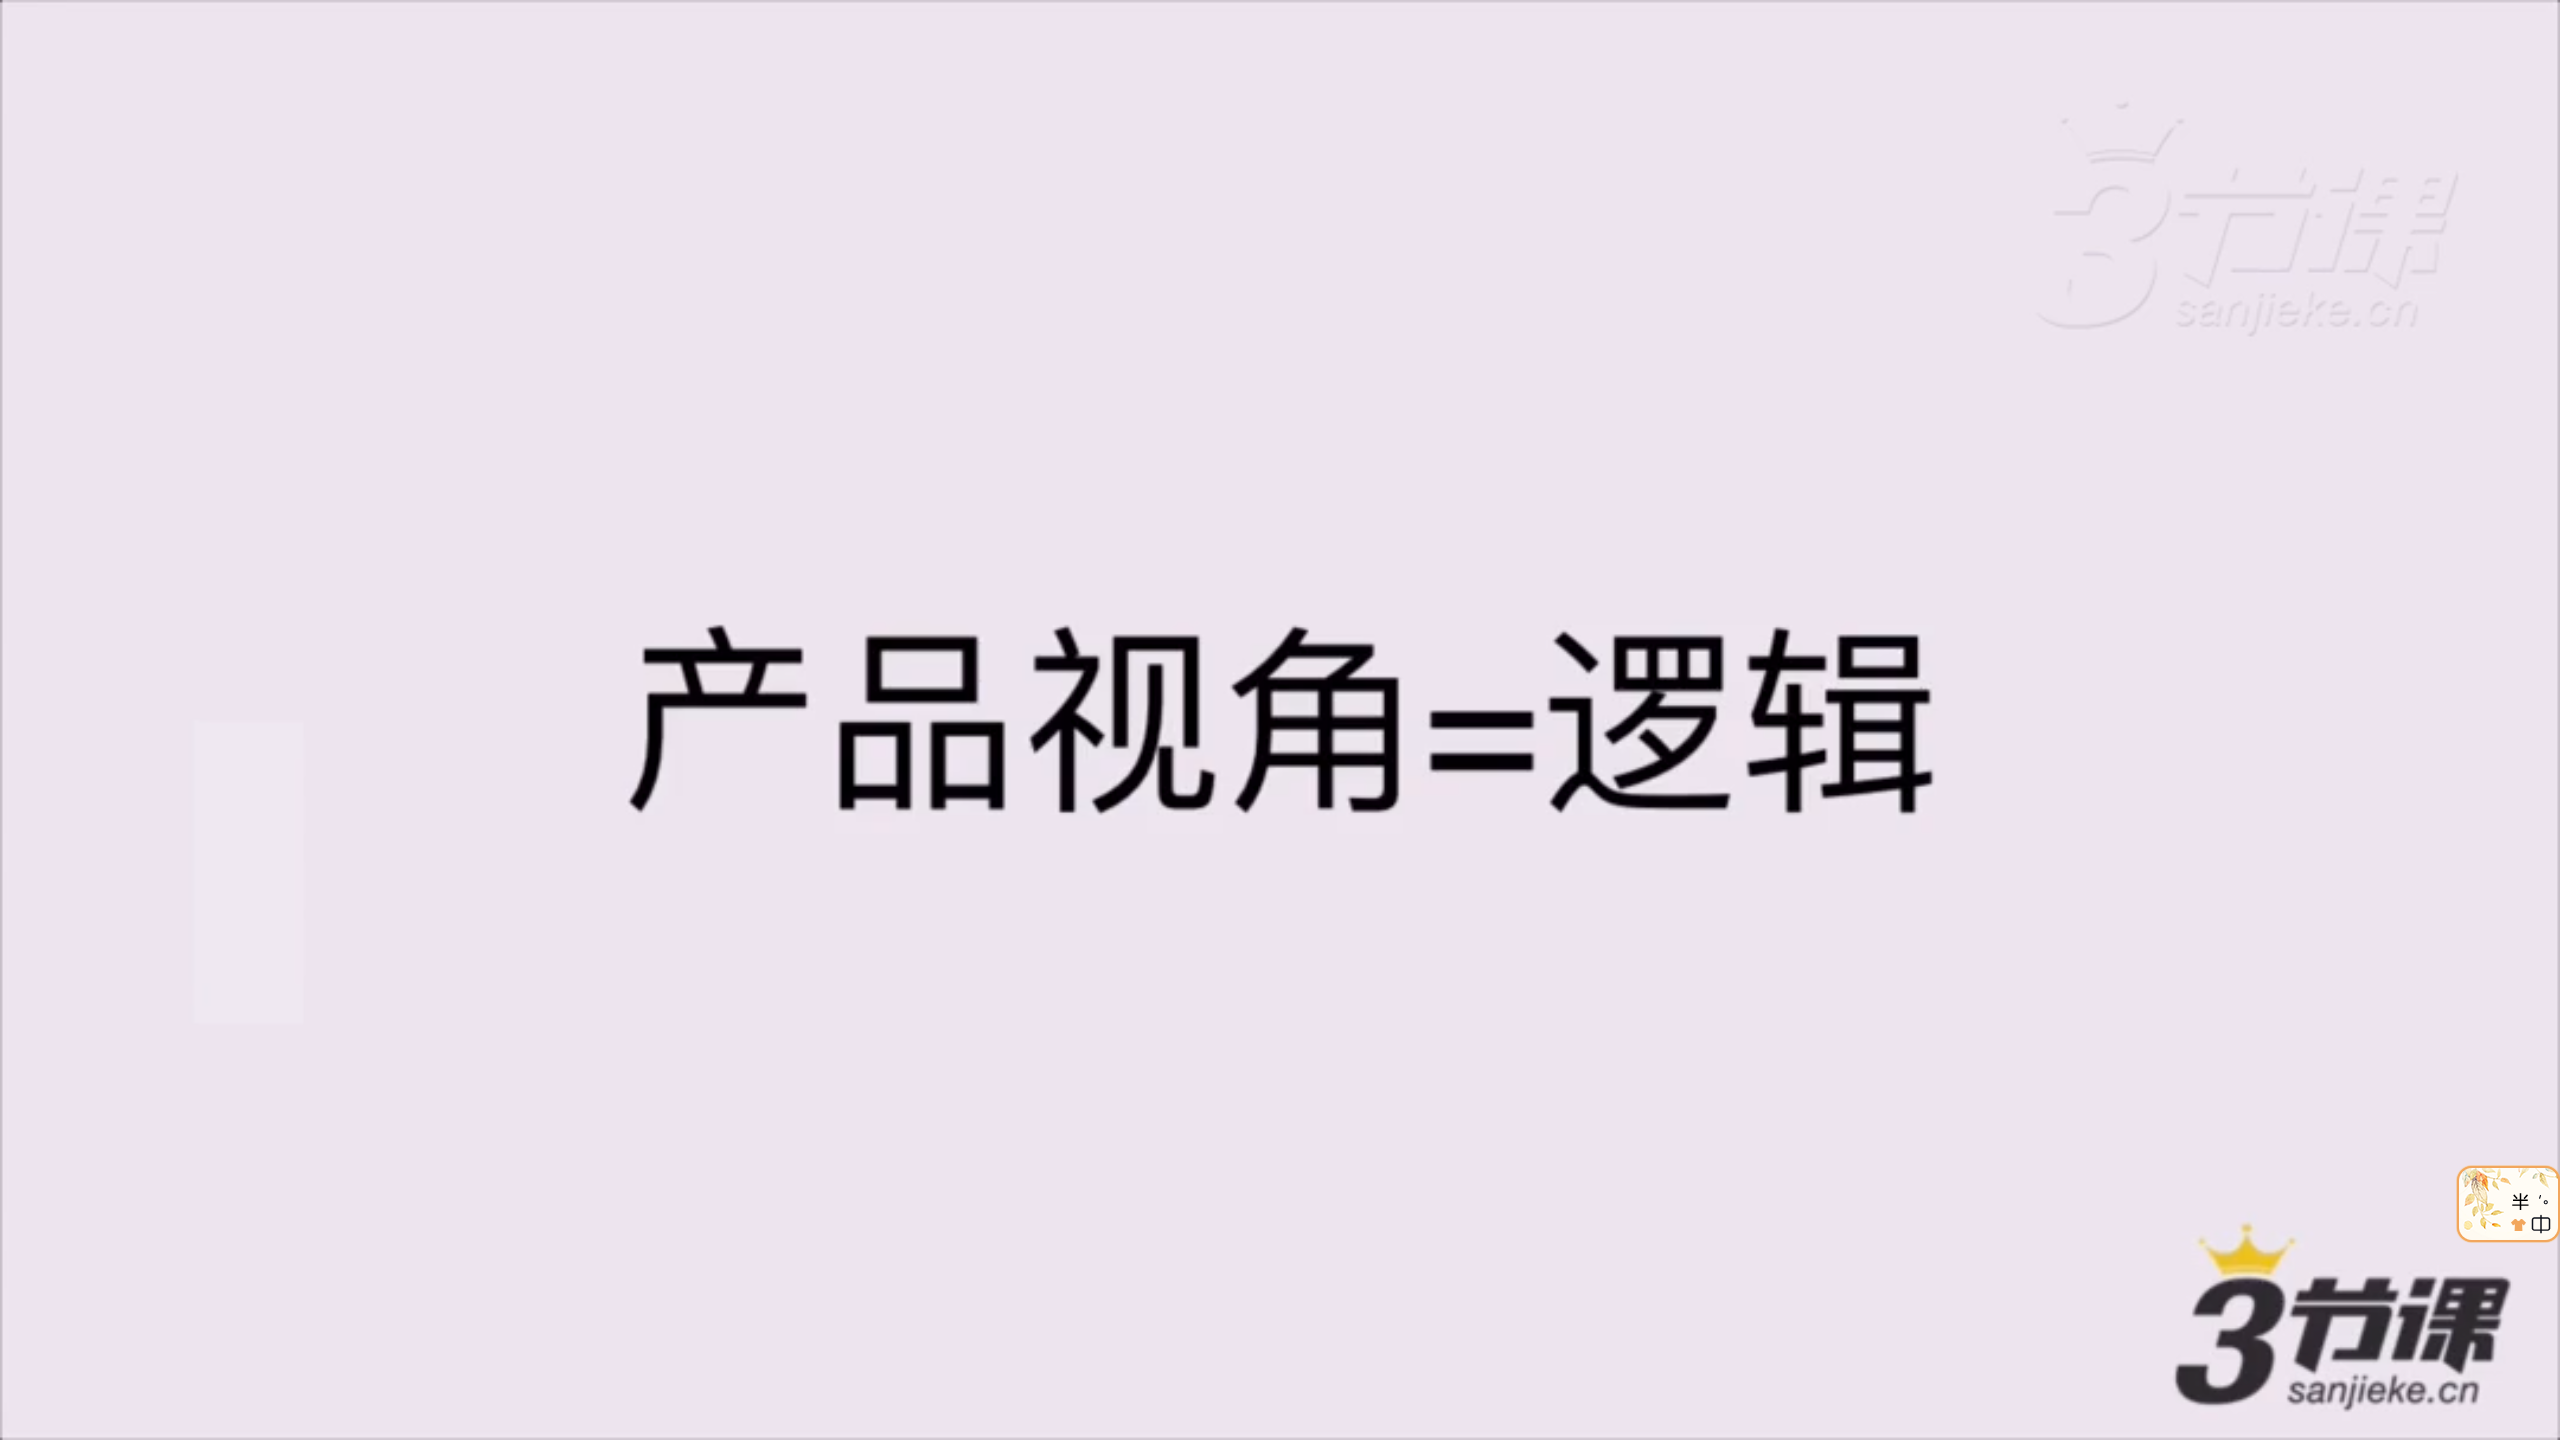 3节课
sanjieke.cn
产品视角=逻辑
半 ’。
中
3节课
sanjieke.cn